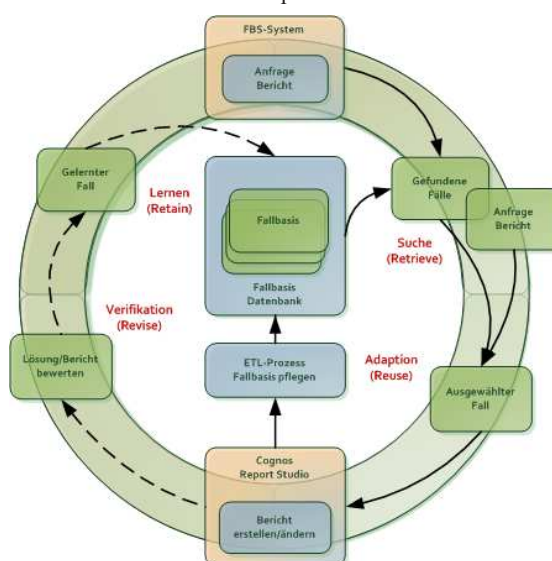 FBS-System
Anfrage
Bericht
Gelernter
Fall
Lernen
(Retain)
Gefundene
Fälle
Anfrage
Bericht
Fallbasis
Suche
(Retrieve)
Fallbasis
Datenbank
Verifikation
(Revise)
Lösung/Bericht
bewerten
ETL-Prozess
Fallbasis pflegen
Adaption
(Reuse)
Ausgewählter
Fall
Cognos
Report Studio
Bericht
erstellen/ändern